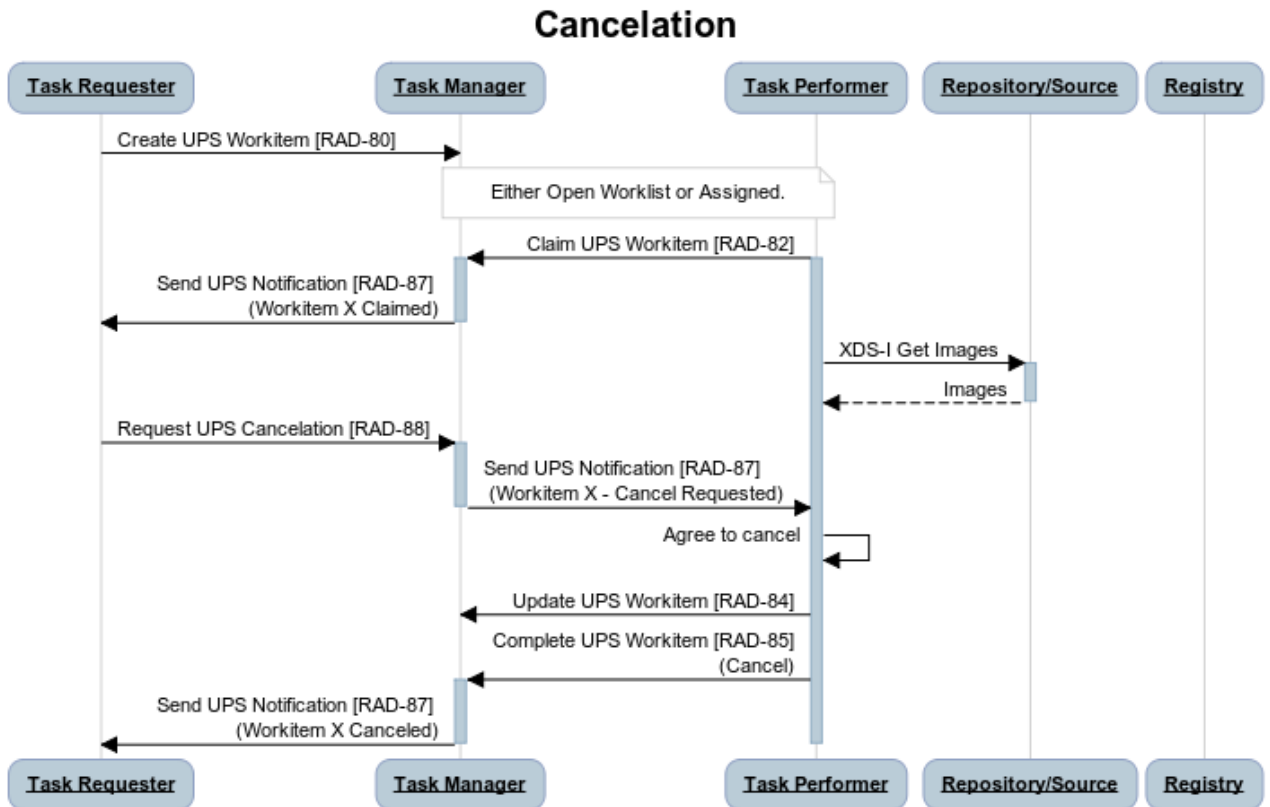 Cancelation
Task Requester
Task Manager
Task Performer
Repository/Source
Registry
Create UPS Workitem [RAD-80]
Either Open Worklist or Assigned.
Claim UPS Workitem [RAD-82]
Send UPS Notification [RAD-87]
(Workitem X Claimed)
XDS-I Get Images
Images
Request UPS Cancelation [RAD-88]
Send UPS Notification [RAD-87]
(Workitem X - Cancel Requested)
Agree to cancel
Update UPS Workitem [RAD-84]
Complete UPS Workitem [RAD-85]
(Cancel)
Send UPS Notification [RAD-87]
(Workitem X Canceled)
Task Requester
Task Manager
Task Performer
Repository/Source
Registry